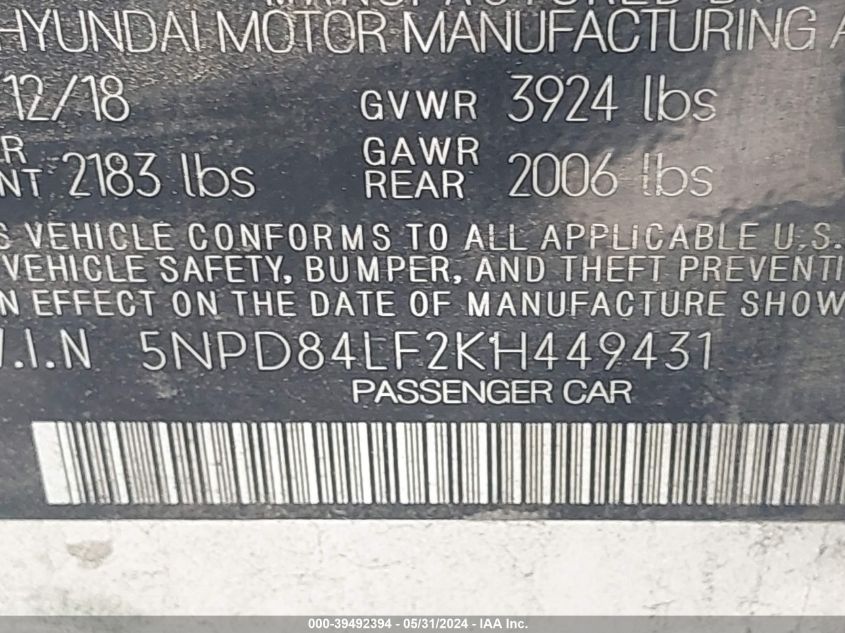 MANUFACTURED BY
HYUNDAI MOTOR MANUFACTURING A
12/18 GVWR 3924 lbs
R GAWR
NT 2183 lbs REAR 2006 lbs
S VEHICLE CONFORMS TO ALL APPLICABLE U.S.
VEHICLE SAFETY, BUMPER, AND THEFT PREVENTI
N EFFECT ON THE DATE OF MANUFACTURE SHOW
V.I.N 5NPD84LF2KH449431
PASSENGER CAR
000-39492394 | 05/31/2024 - IAA Inc.